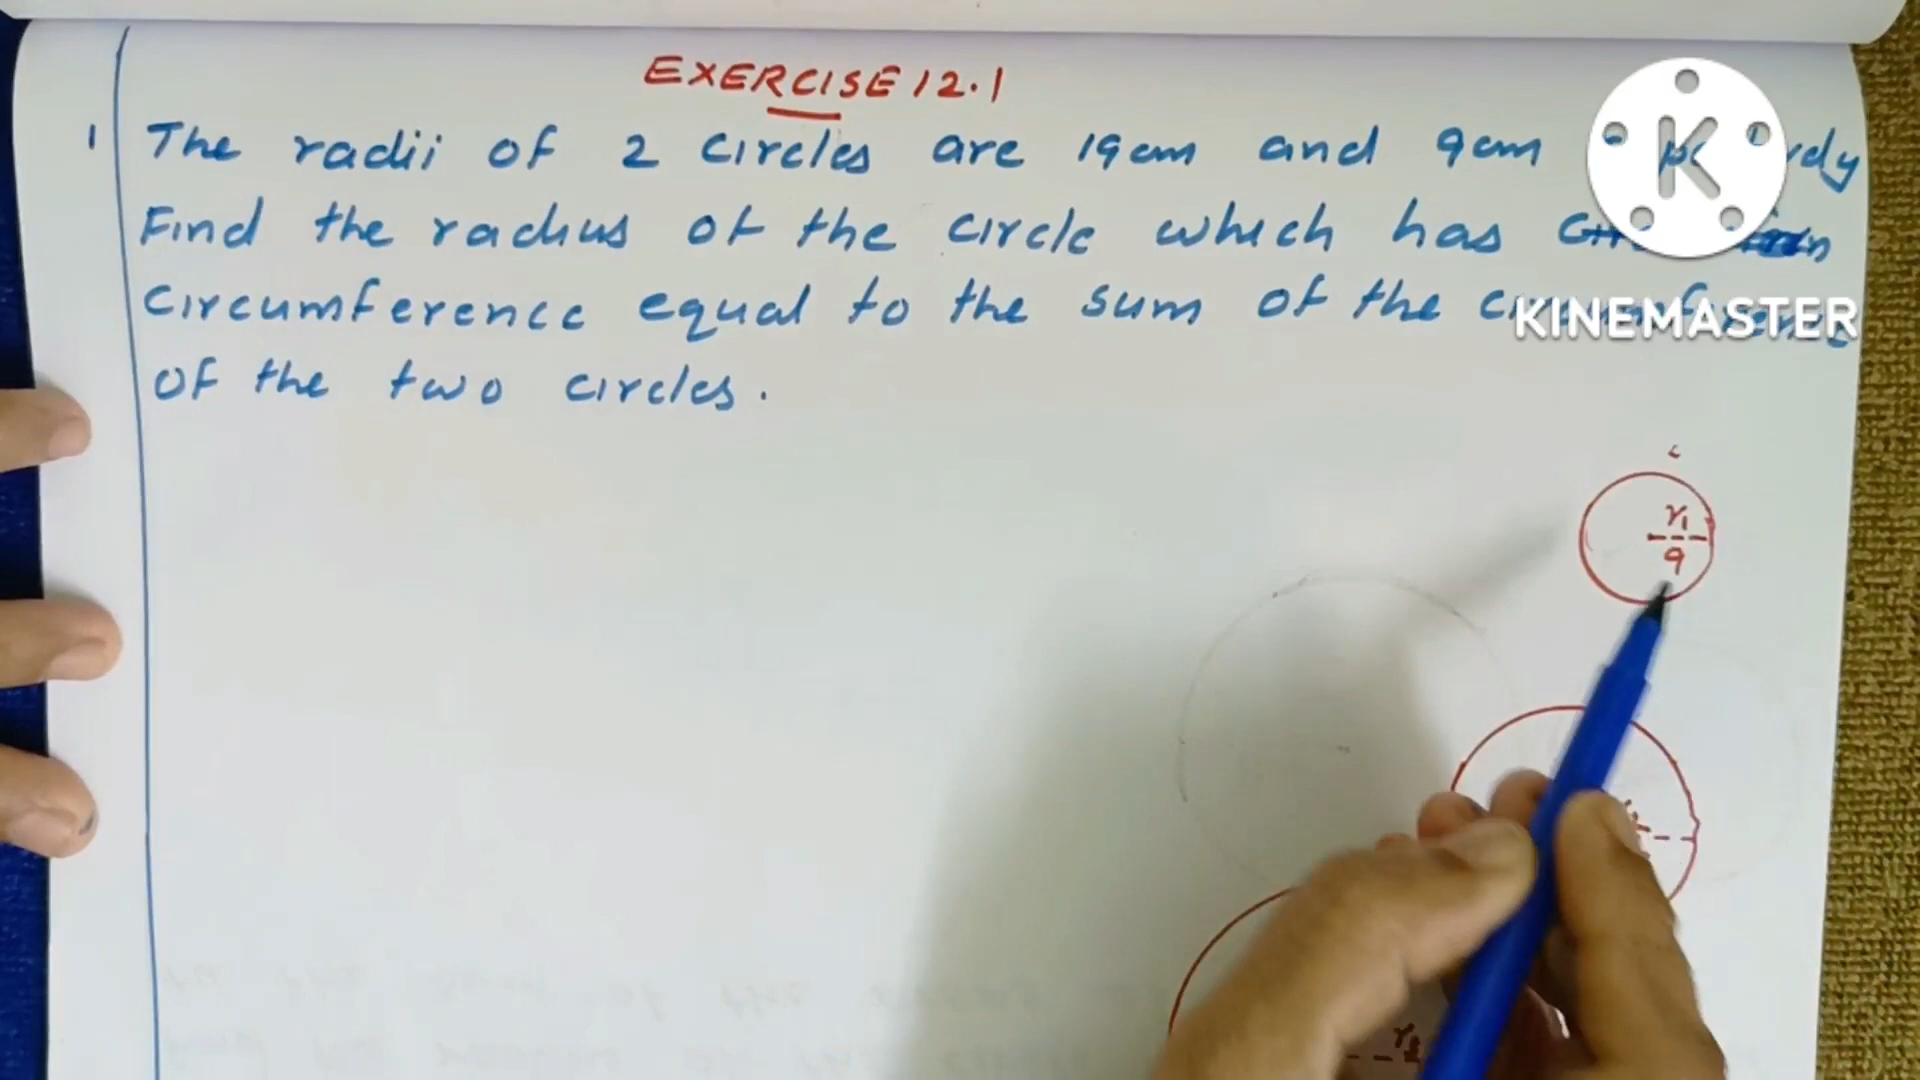 EXERCISE 12.1
1 The radii of 2 circles are 19cm and 9cm
Find the radius of the circle which has
circumference equal to the sum of the
of the two circles.
KINEMASTER
K
r₁
9